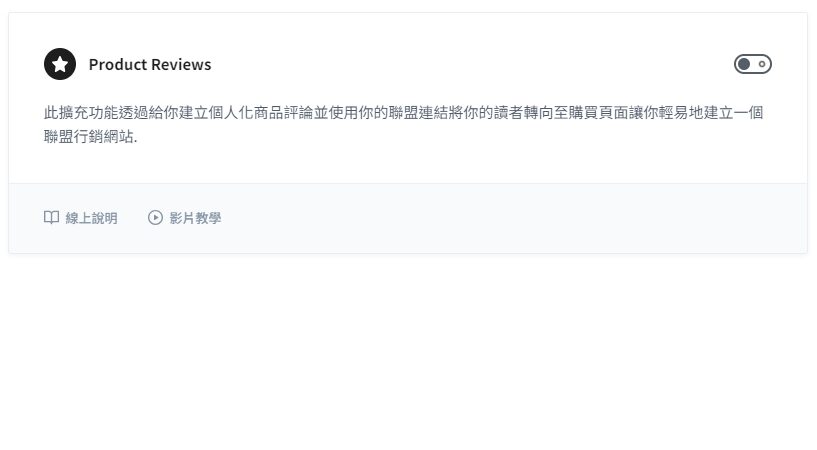 Product Reviews
此擴充功能透過給你建立個人化商品評論並使用你的聯盟連結將你的讀者轉向至購買頁面讓你輕易地建立一個
聯盟行銷網站.
線上說明 影片教學